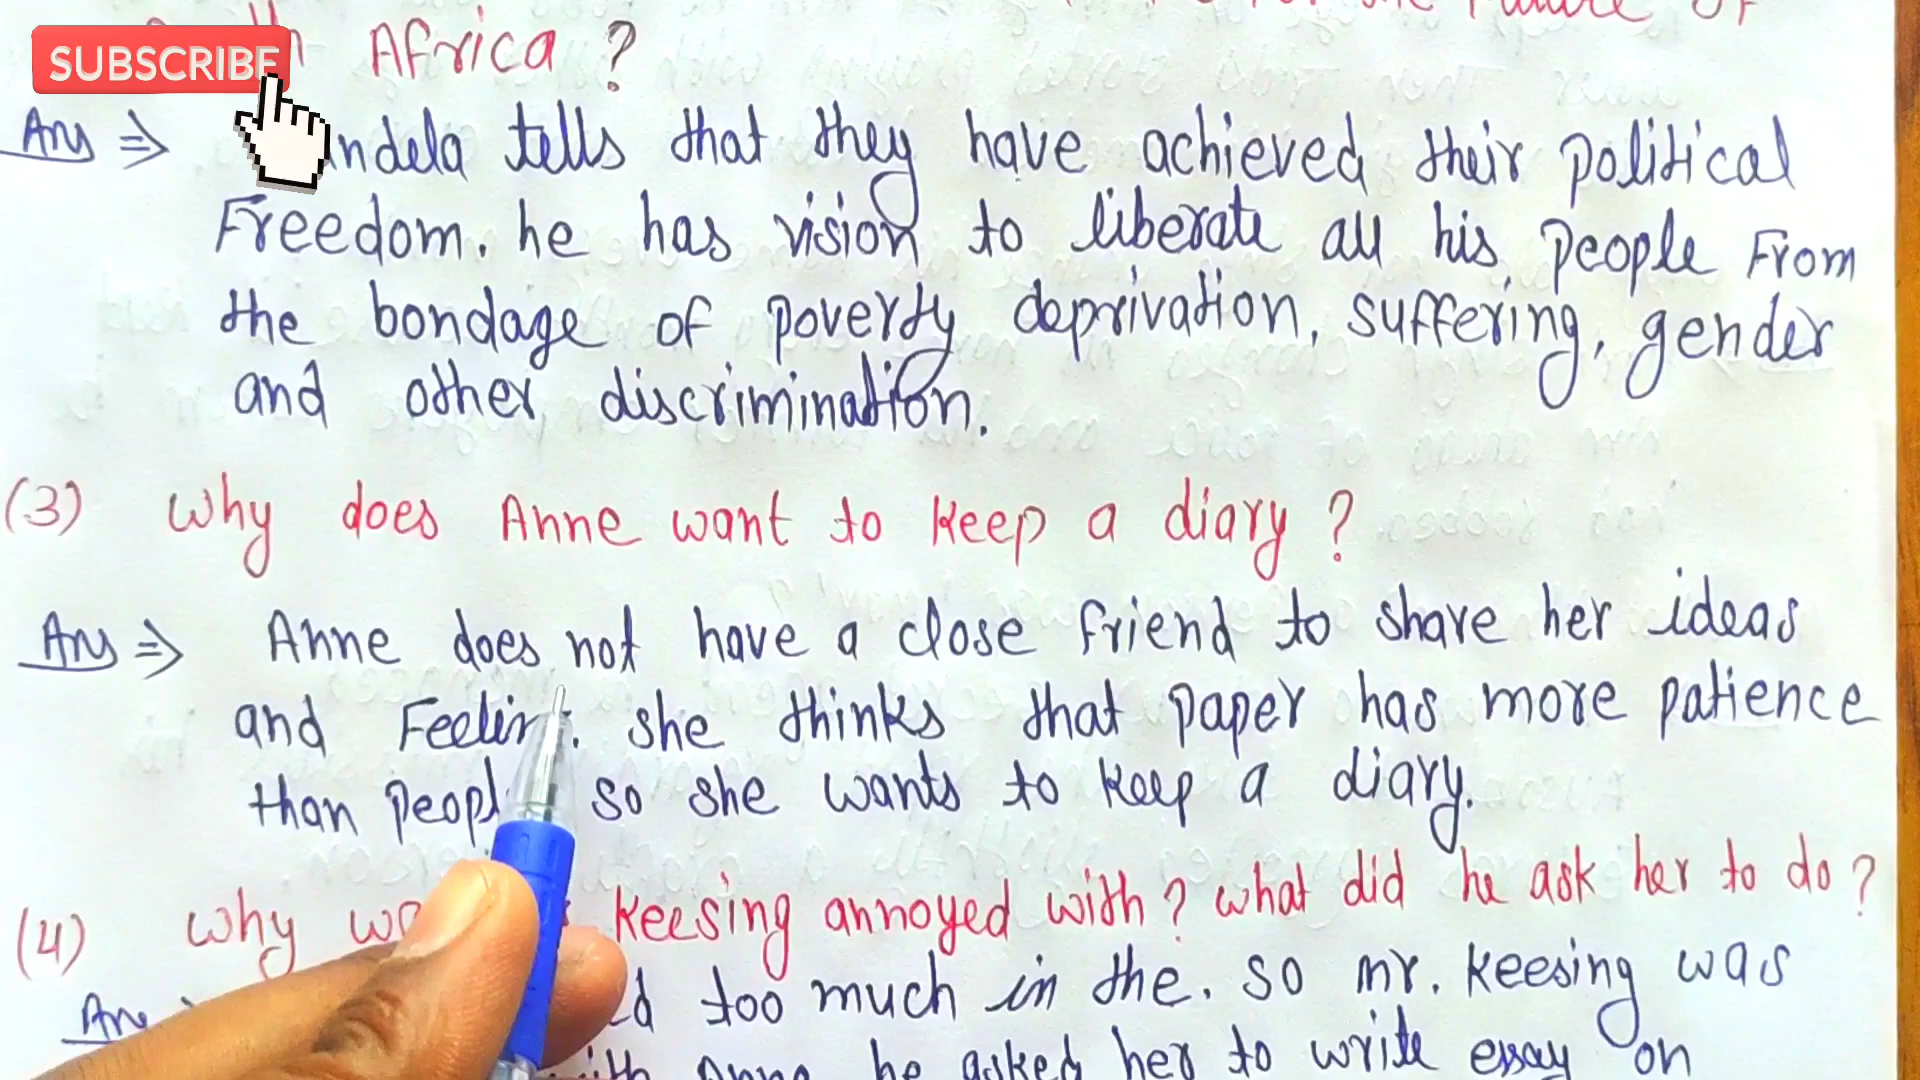 Future of
SUBSCRIBE Africa ?
Ans ⇒ ndela tells that they have achieved their political
Freedom. he has vision to liberate all his people From
the bondage of poverty deprivation, suffering, gender
and other discrimination.
(3) Why does Anne want to keep a diary ?
Ans ⇒ Anne does not have a close friend to share her ideas
and Feelin. She thinks that paper has more patience
than peopl so she wants to keep a diary.
(4) Why keesing annoyed with ? what did he ask her to do ?
Ans too much in the. so mr. keesing was
Anne he asked her to write essay on